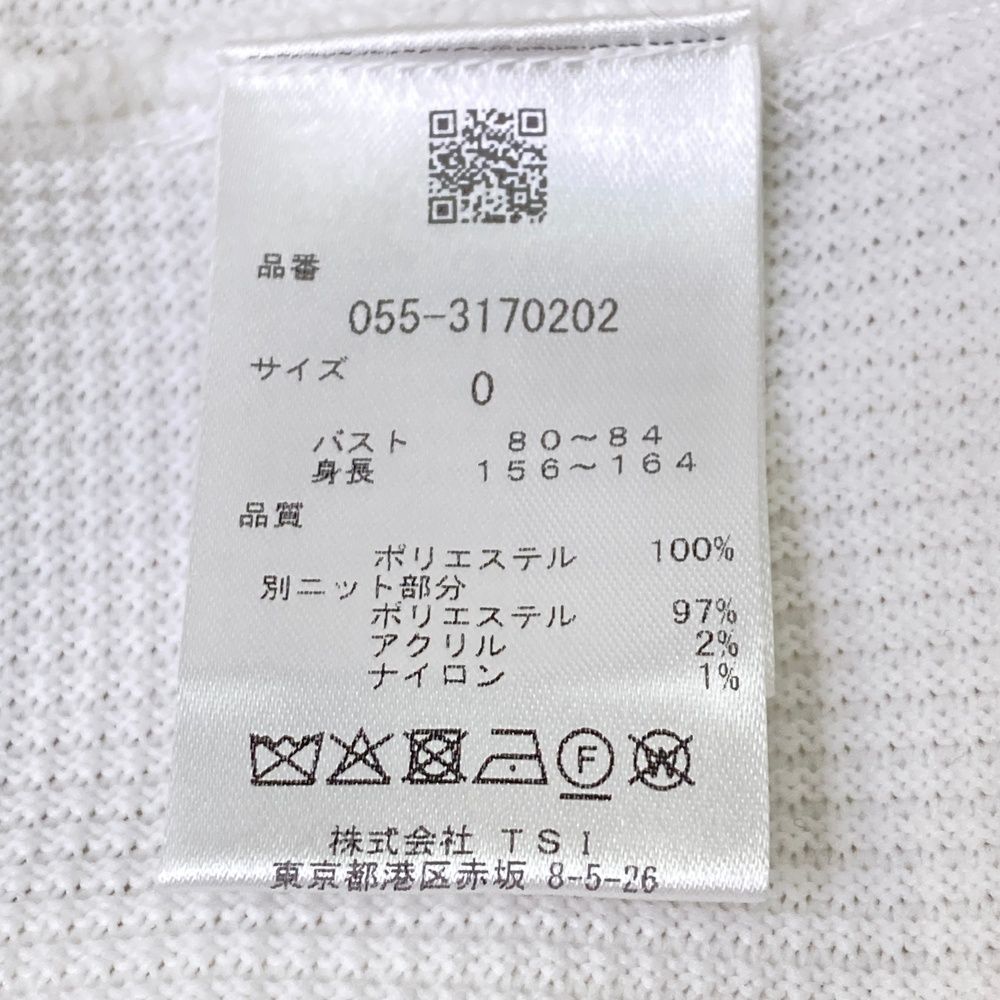 品番
055-3170202
サイズ 0
バスト 80～84
身長 156～164
品質
ポリエステル 100%
別ニット部分
ポリエステル 97%
アクリル 2%
ナイロン 1%
F W
株式会社 TSI
東京都港区赤坂 8-5-26